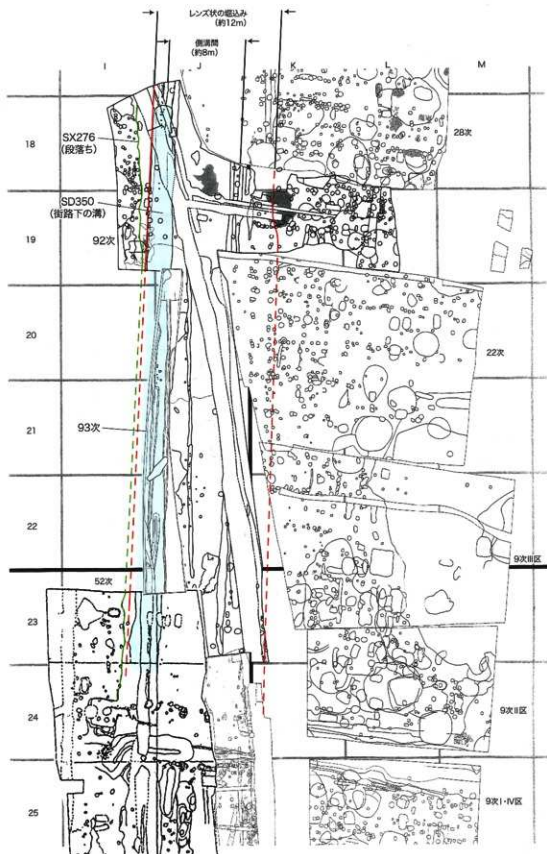 レンズ状の堀込み
(約12m)
側溝間
(約8m)
I
J
K
L
M
18
SX276
(段落ち)
28次
SD350
(街路下の溝)
92次
19
20
22次
21
93次
22
9次III区
52次
23
24
9次II区
25
9次I・IV区